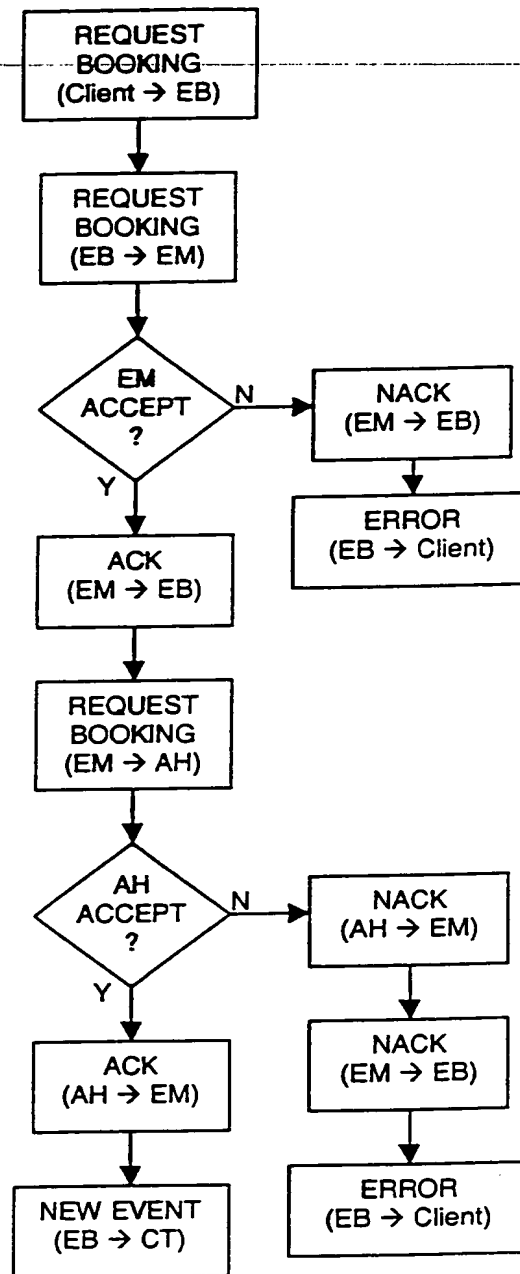 REQUEST
BOOKING
(Client → EB)
REQUEST
BOOKING
(EB → EM)
EM
ACCEPT
?
N
NACK
(EM → EB)
Y
ERROR
(EB → Client)
ACK
(EM → EB)
REQUEST
BOOKING
(EM → AH)
AH
ACCEPT
?
N
NACK
(AH → EM)
Y
NACK
(EM → EB)
ACK
(AH → EM)
ERROR
(EB → Client)
NEW EVENT
(EB → CT)